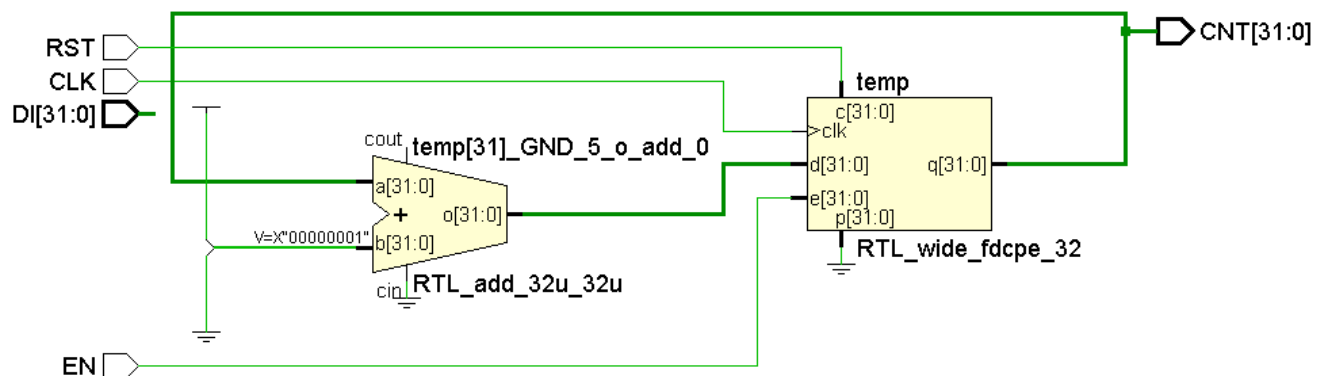 RST
CLK
DI[31:0]
CNT[31:0]
temp
c[31:0]
clk
d[31:0]
q[31:0]
e[31:0]
p[31:0]
RTL_wide_fdcpe_32
cout
temp[31]_GND_5_o_add_0
a[31:0]
+
o[31:0]
V=X"00000001"
b[31:0]
cin
RTL_add_32u_32u
EN